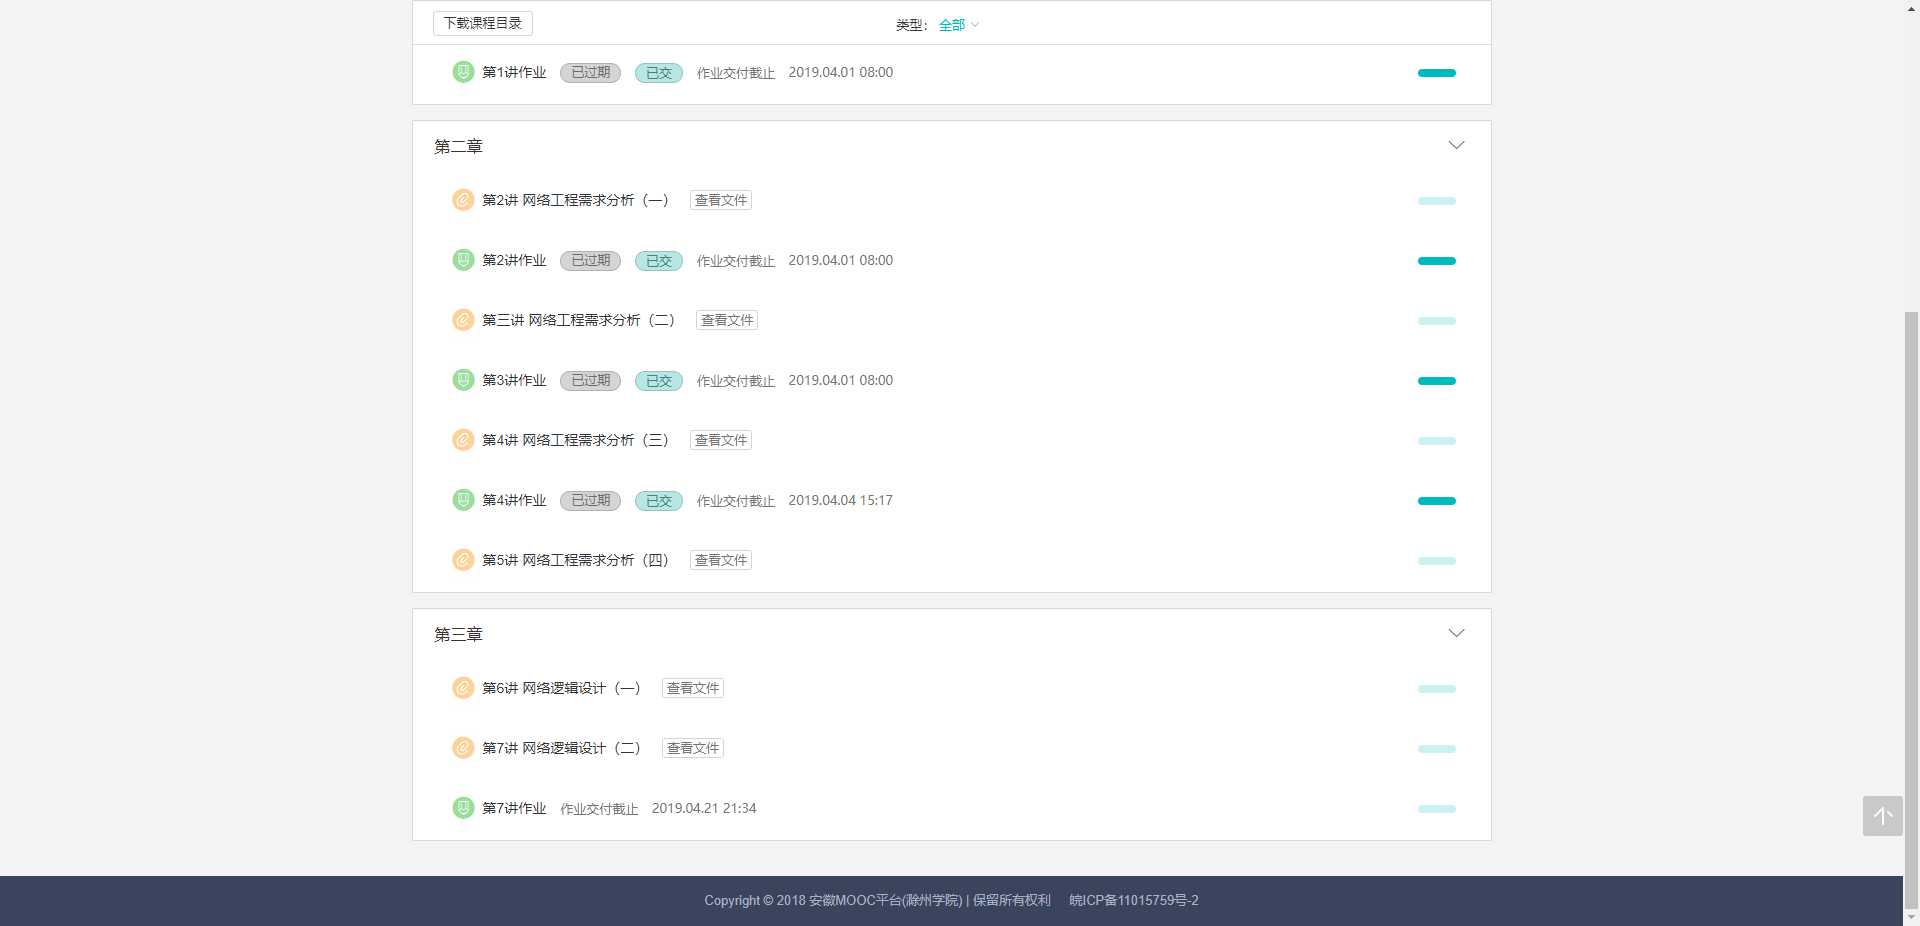 下载课程目录 类型： 全部
第1讲作业 已过期 已交 作业交付截止 2019.04.01 08:00
第二章
第2讲 网络工程需求分析（一） 查看文件
第2讲作业 已过期 已交 作业交付截止 2019.04.01 08:00
第三讲 网络工程需求分析（二） 查看文件
第3讲作业 已过期 已交 作业交付截止 2019.04.01 08:00
第4讲 网络工程需求分析（三） 查看文件
第4讲作业 已过期 已交 作业交付截止 2019.04.04 15:17
第5讲 网络工程需求分析（四） 查看文件
第三章
第6讲 网络逻辑设计（一） 查看文件
第7讲 网络逻辑设计（二） 查看文件
第7讲作业 作业交付截止 2019.04.21 21:34
Copyright © 2018 安徽MOOC平台(滁州学院) | 保留所有权利 皖ICP备11015759号-2